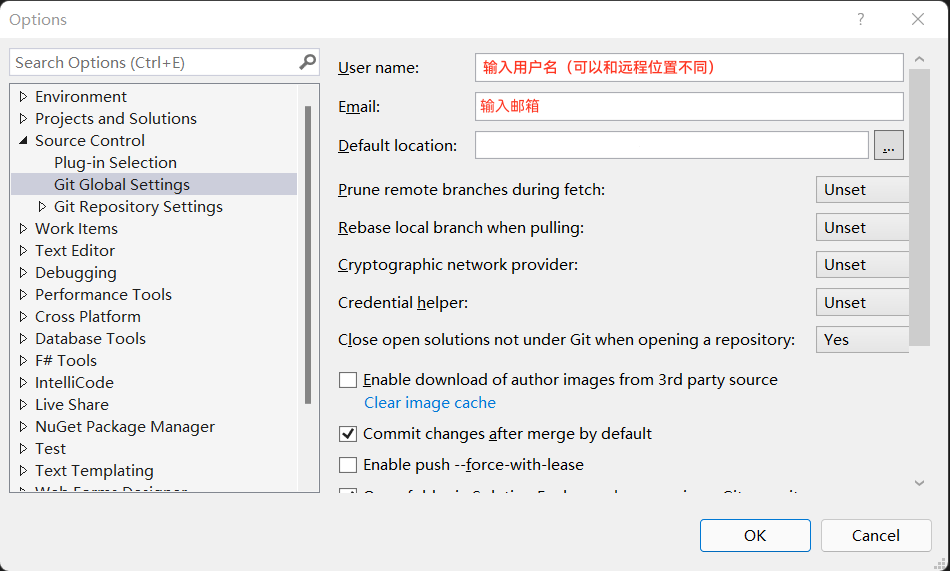 Options
Search Options (Ctrl+E)
Environment
Projects and Solutions
Source Control
Plug-in Selection
Git Global Settings
Git Repository Settings
Work Items
Text Editor
Debugging
Performance Tools
Cross Platform
Database Tools
F# Tools
IntelliCode
Live Share
NuGet Package Manager
Test
Text Templating
Web Forms Designer
User name: 输入用户名（可以和远程位置不同）
Email: 输入邮箱
Default location: ...
Prune remote branches during fetch: Unset
Rebase local branch when pulling: Unset
Cryptographic network provider: Unset
Credential helper: Unset
Close open solutions not under Git when opening a repository: Yes
Enable download of author images from 3rd party source
Clear image cache
Commit changes after merge by default
Enable push --force-with-lease
OK Cancel